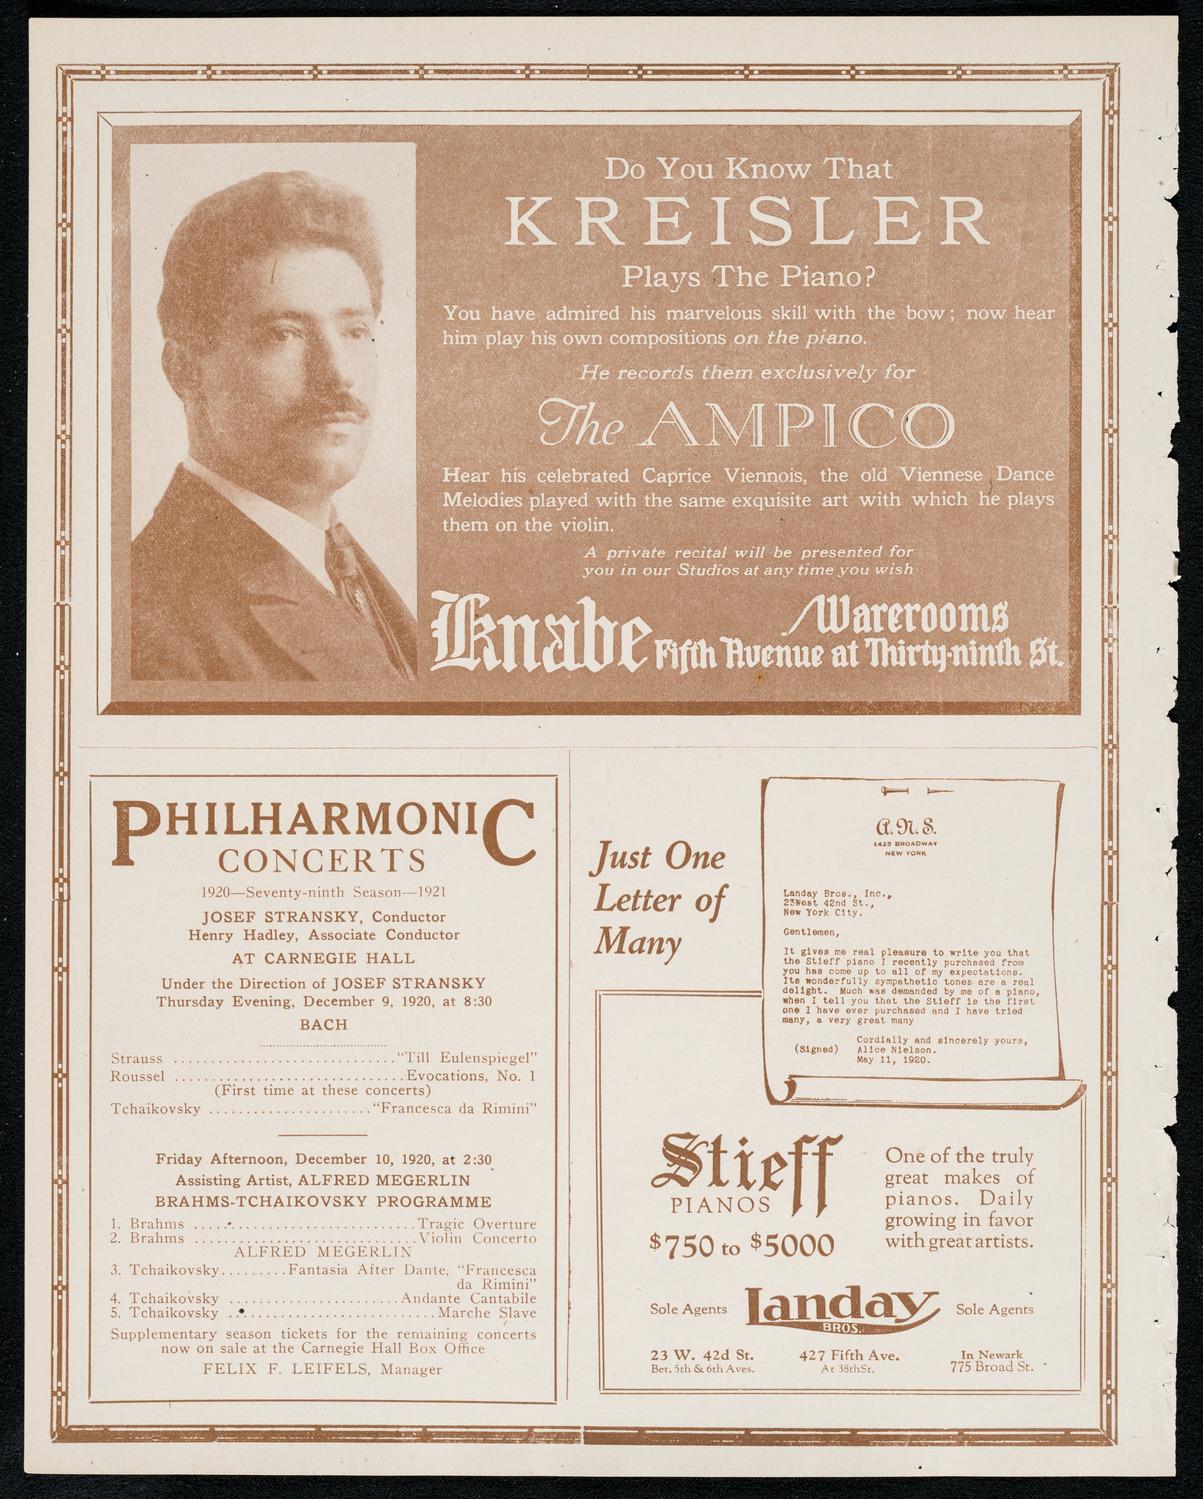 Do You Know That
KREISLER
Plays The Piano?
You have admired his marvelous skill with the bow; now hear
him play his own compositions on the piano.
He records them exclusively for
The AMPICO
Hear his celebrated Caprice Viennois, the old Viennese Dance
Melodies played with the same exquisite art with which he plays
them on the violin.
A private recital will be presented for
you in our Studios at any time you wish
Knabe Warerooms
Fifth Avenue at Thirty-ninth St.
PHILHARMONIC
CONCERTS
1920—Seventy-ninth Season—1921
JOSEF STRANSKY, Conductor
Henry Hadley, Associate Conductor
AT CARNEGIE HALL
Under the Direction of JOSEF STRANSKY
Thursday Evening, December 9, 1920, at 8:30
BACH
Strauss ..............................“Till Eulenspiegel”
Roussel ...............................Evocations, No. 1
(First time at these concerts)
Tchaikovsky ......................“Francesca da Rimini”
Friday Afternoon, December 10, 1920, at 2:30
Assisting Artist, ALFRED MEGERLIN
BRAHMS-TCHAIKOVSKY PROGRAMME
1. Brahms ..............................Tragic Overture
2. Brahms ..............................Violin Concerto
ALFRED MEGERLIN
3. Tchaikovsky.........Fantasia After Dante, “Francesca
da Rimini”
4. Tchaikovsky .......................Andante Cantabile
5. Tchaikovsky ............................Marche Slave
Supplementary season tickets for the remaining concerts
now on sale at the Carnegie Hall Box Office
FELIX F. LEIFELS, Manager
Just One
Letter of
Many
A.N.S.
1425 BROADWAY
NEW YORK
Landay Bros., Inc.,
23West 42nd St.,
New York City.
Gentlemen,
It gives me real pleasure to write you that
the Stieff piano I recently purchased from
you has come up to all of my expectations.
Its wonderfully sympathetic tones are a real
delight. Much was demanded by me of a piano,
when I tell you that the Stieff is the first
one I have ever purchased and I have tried
many, a very great many
Cordially and sincerely yours,
(Signed) Alice Nielson.
May 11, 1920.
Stieff
PIANOS
$750 to $5000
One of the truly
great makes of
pianos. Daily
growing in favor
with great artists.
Sole Agents Landay BROS. Sole Agents
23 W. 42d St. 427 Fifth Ave. In Newark
Bet. 5th & 6th Aves. At 38th St. 775 Broad St.